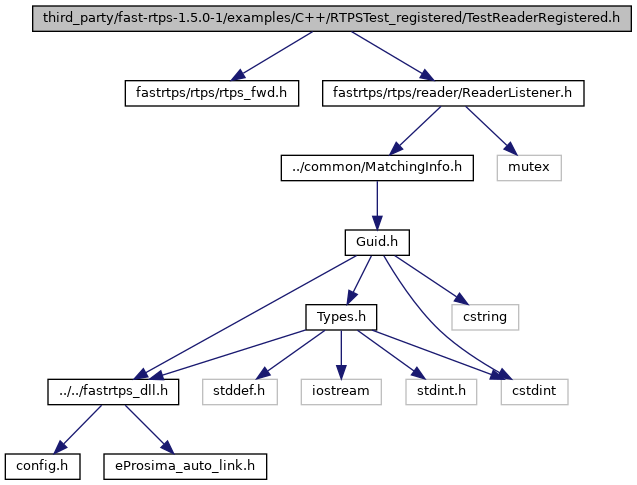 third_party/fast-rtps-1.5.0-1/examples/C++/RTPSTest_registered/TestReaderRegistered.h
fastrtps/rtps/rtps_fwd.h
fastrtps/rtps/reader/ReaderListener.h
../common/MatchingInfo.h
mutex
Guid.h
Types.h
cstring
../../fastrtps_dll.h
stddef.h
iostream
stdint.h
cstdint
config.h
eProsima_auto_link.h